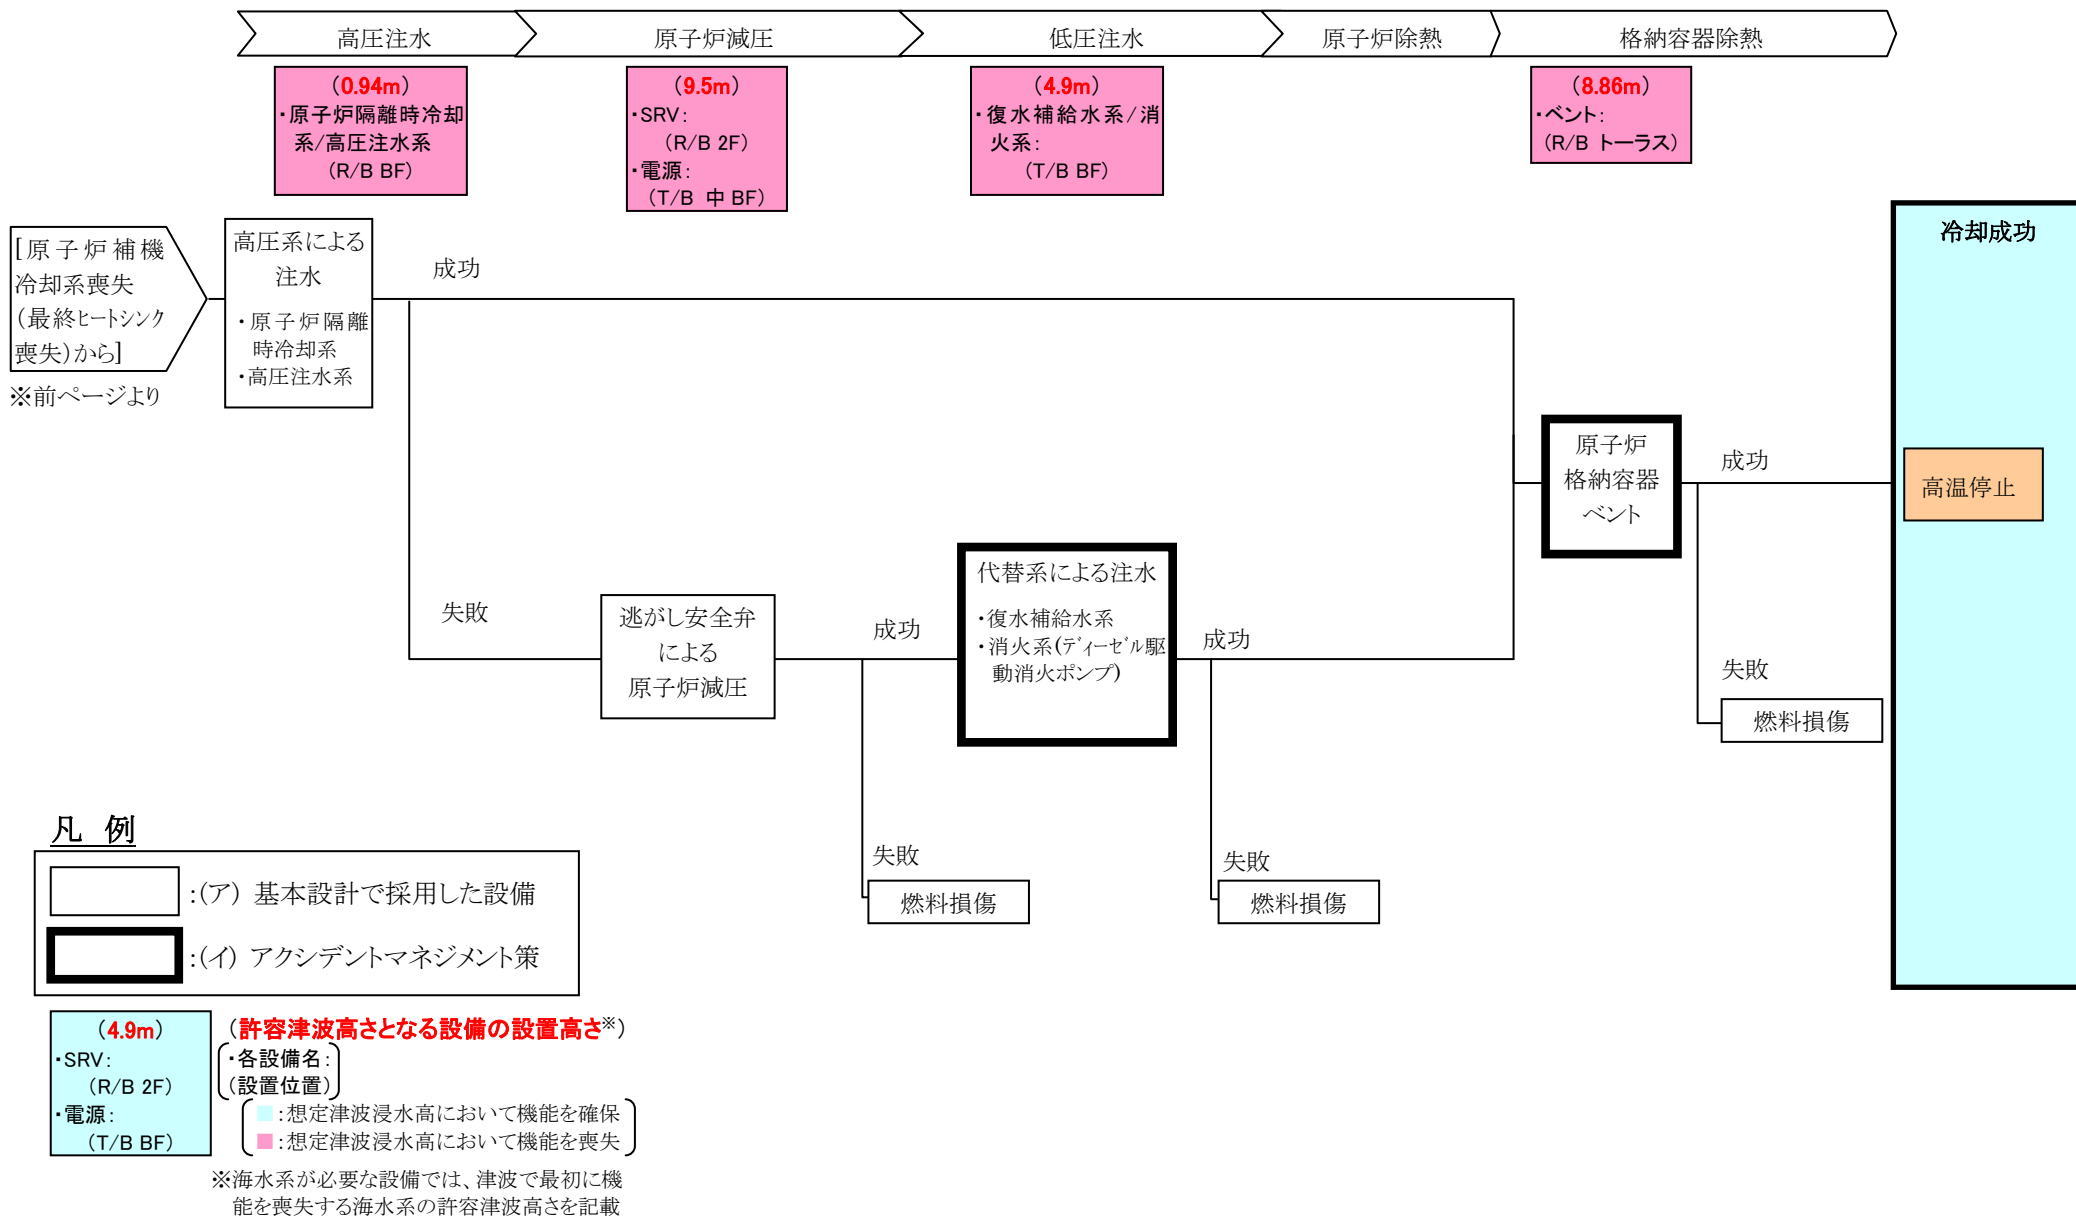 高圧注水
原子炉減圧
低圧注水
原子炉除熱
格納容器除熱
(0.94m)
・原子炉隔離時冷却
系/高圧注水系
(R/B BF)
(9.5m)
・SRV:
(R/B 2F)
・電源:
(T/B 中 BF)
(4.9m)
・復水補給水系/消
火系:
(T/B BF)
(8.86m)
・ベント:
(R/B トーラス)
[原子炉補機
冷却系喪失
(最終ヒートシンク
喪失)から]
※前ページより
高圧系による
注水
・原子炉隔離
時冷却系
・高圧注水系
成功
失敗
逃がし安全弁
による
原子炉減圧
成功
失敗
燃料損傷
代替系による注水
・復水補給水系
・消火系(ディーゼル駆
動消火ポンプ)
成功
失敗
燃料損傷
原子炉
格納容器
ベント
成功
失敗
燃料損傷
冷却成功
高温停止
凡 例
:(ア) 基本設計で採用した設備
:(イ) アクシデントマネジメント策
(4.9m)
・SRV:
(R/B 2F)
・電源:
(T/B BF)
(許容津波高さとなる設備の設置高さ※)
・各設備名:
(設置位置)
:想定津波浸水高において機能を確保
:想定津波浸水高において機能を喪失
※海水系が必要な設備では、津波で最初に機
能を喪失する海水系の許容津波高さを記載